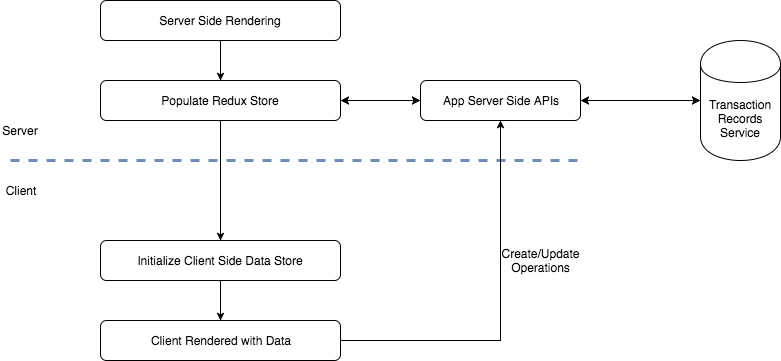 Server Side Rendering
Populate Redux Store
App Server Side APIs
Transaction
Records
Service
Server
Client
Initialize Client Side Data Store
Create/Update
Operations
Client Rendered with Data